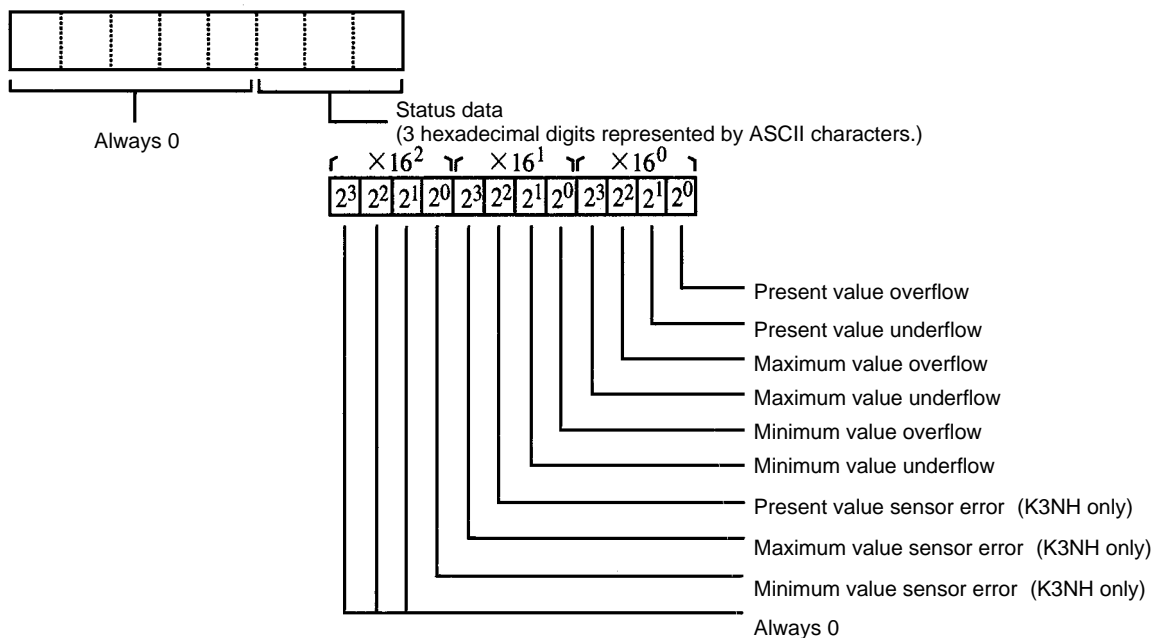 Status data
Always 0
(3 hexadecimal digits represented by ASCII characters.)
×16² ×16¹ ×16⁰
2³ 2² 2¹ 2⁰ 2³ 2² 2¹ 2⁰ 2³ 2² 2¹ 2⁰
Present value overflow
Present value underflow
Maximum value overflow
Maximum value underflow
Minimum value overflow
Minimum value underflow
Present value sensor error (K3NH only)
Maximum value sensor error (K3NH only)
Minimum value sensor error (K3NH only)
Always 0